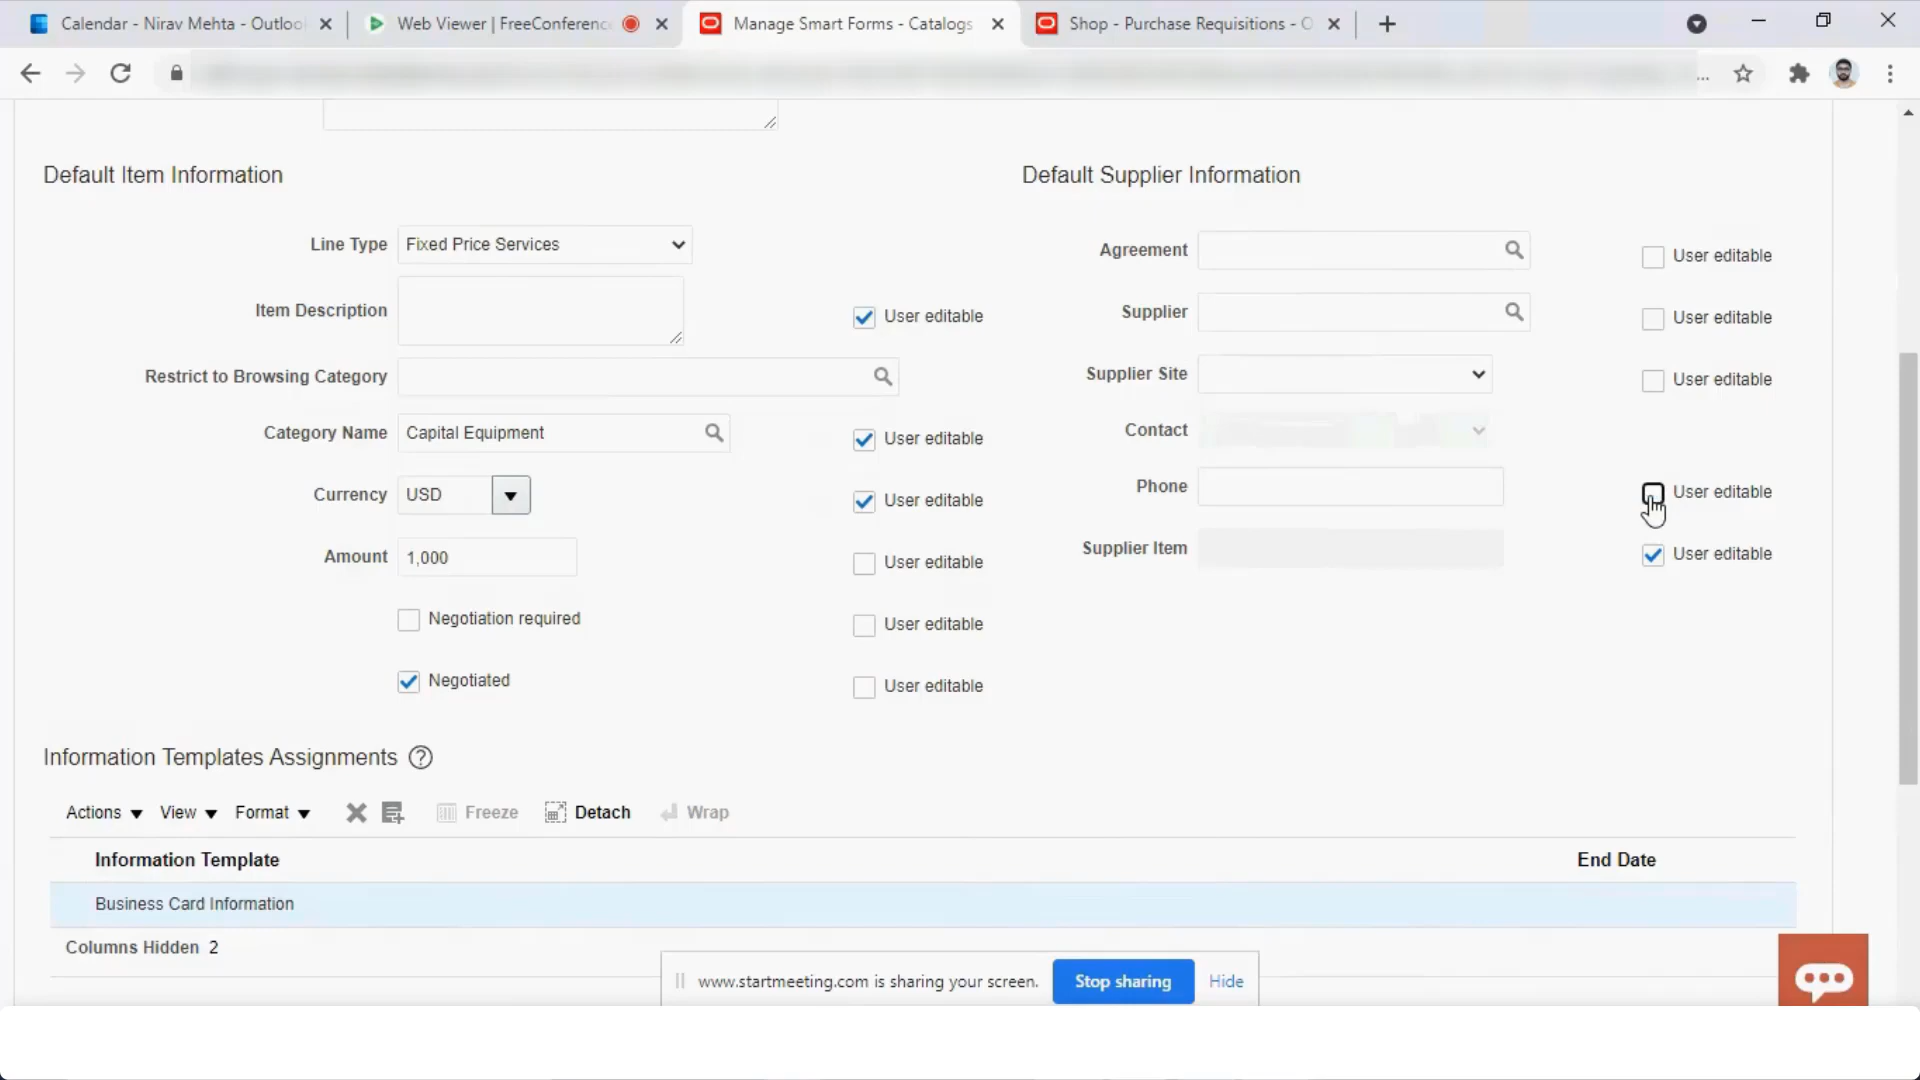 Calendar - Nirav Mehta - Outloo
Web Viewer | FreeConferenc
Manage Smart Forms - Catalogs
Shop - Purchase Requisitions - O
Default Item Information
Default Supplier Information
Line Type Fixed Price Services
Agreement User editable
Item Description User editable
Supplier User editable
Restrict to Browsing Category
Supplier Site User editable
Category Name Capital Equipment User editable
Contact
Currency USD User editable
Phone User editable
Amount 1,000 User editable
Supplier Item User editable
Negotiation required User editable
Negotiated User editable
Information Templates Assignments ?
Actions View Format Freeze Detach Wrap
Information Template End Date
Business Card Information
Columns Hidden 2
www.startmeeting.com is sharing your screen. Stop sharing Hide